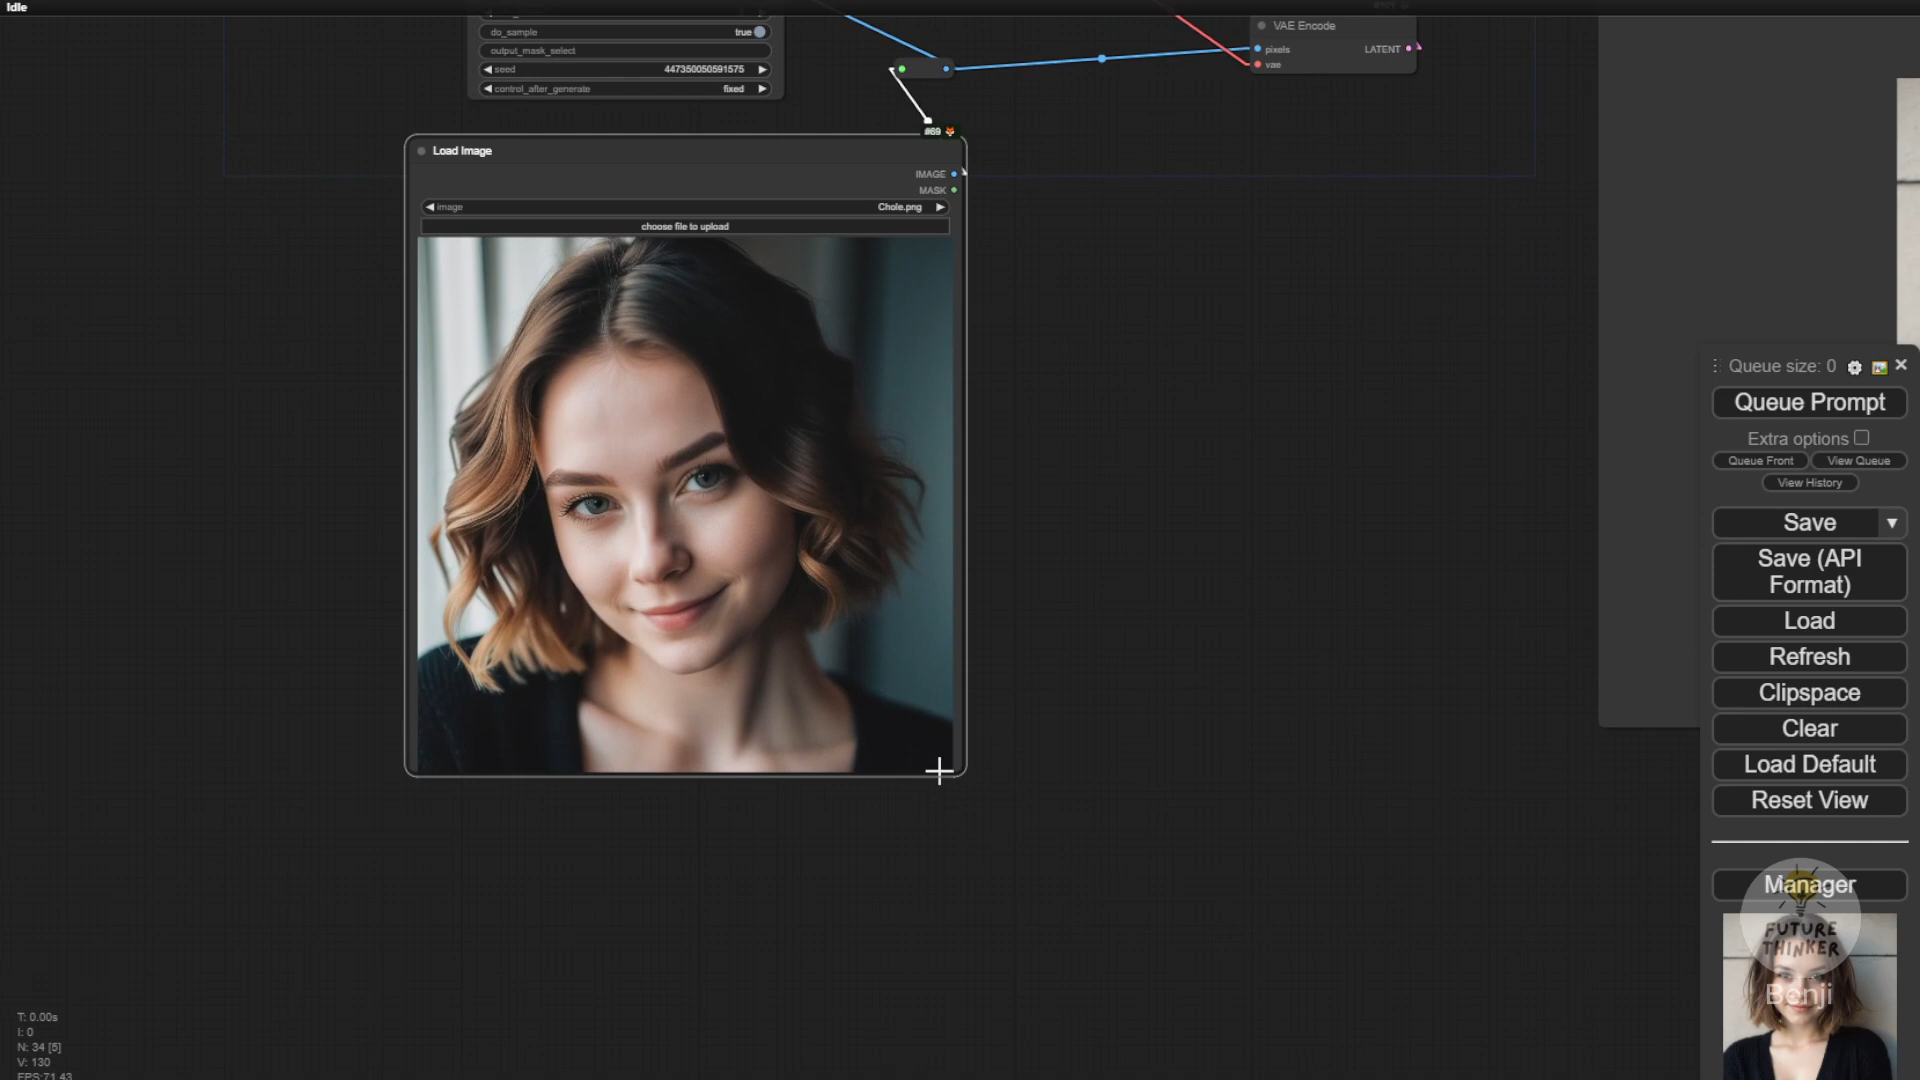 Idle
do_sample
true
output_mask_select
seed
447350050591575
control_after_generate
fixed
VAE Encode
pixels
LATENT
vae
#69
Load Image
IMAGE
MASK
image
Chole.png
choose file to upload
Queue size: 0
Queue Prompt
Extra options
Queue Front
View Queue
View History
Save
Save (API
Format)
Load
Refresh
Clipspace
Clear
Load Default
Reset View
Manager
FUTURE
THINKER
Benji
T: 0.00s
I: 0
N: 34 [5]
V: 130
FPS:71.43